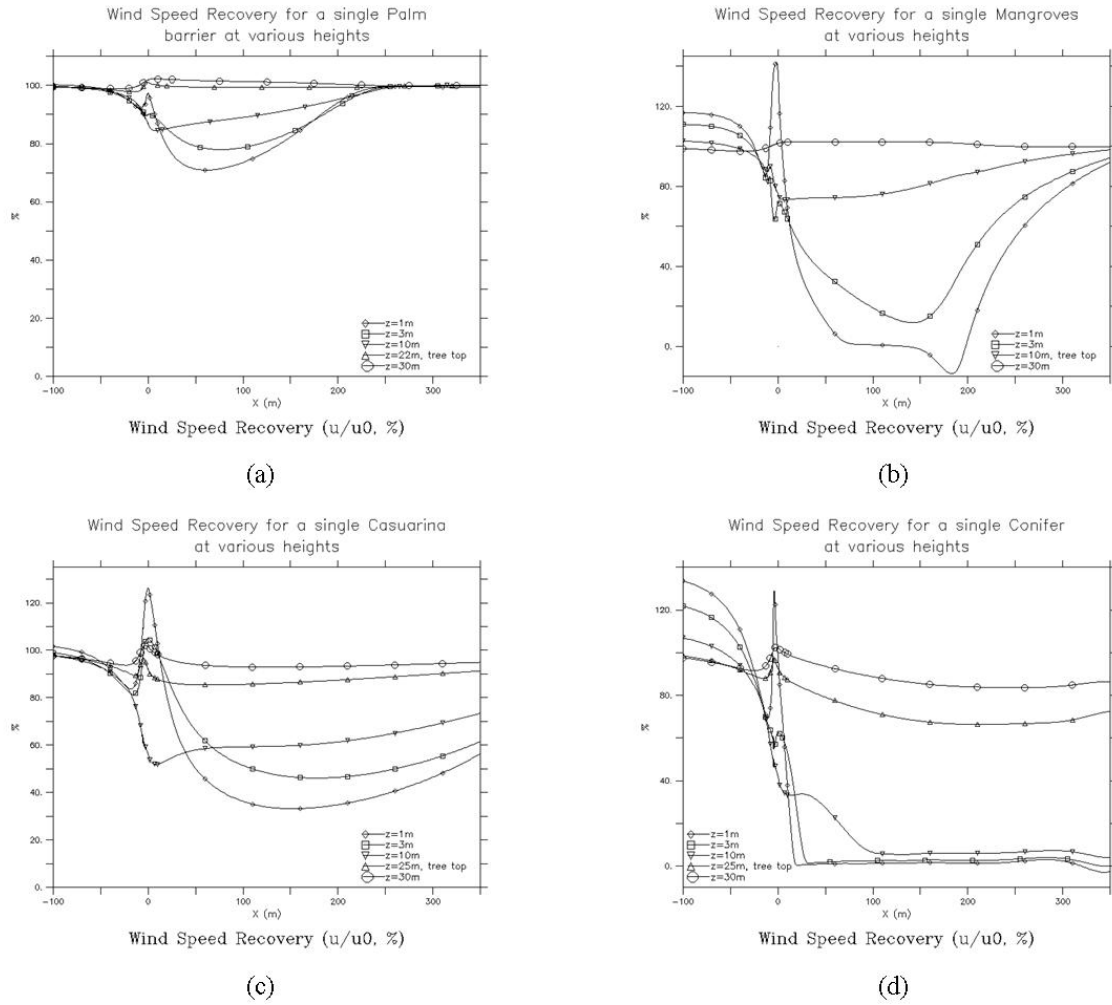 Wind Speed Recovery for a single Palm
barrier at various heights
100.
80.
60.
40.
20.
0.
%
z=1m
z=3m
z=10m
z=22m, tree top
z=30m
-100
0
100
200
300
X (m)
Wind Speed Recovery (u/u0, %)
(a)
Wind Speed Recovery for a single Mangroves
at various heights
120.
80.
40.
0.
%
z=1m
z=3m
z=10m, tree top
z=30m
-100
0
100
200
300
X (m)
Wind Speed Recovery (u/u0, %)
(b)
Wind Speed Recovery for a single Casuarina
at various heights
120.
100.
80.
60.
40.
20.
0.
%
z=1m
z=3m
z=10m
z=25m, tree top
z=30m
-100
0
100
200
300
X (m)
Wind Speed Recovery (u/u0, %)
(c)
Wind Speed Recovery for a single Conifer
at various heights
120.
80.
40.
0.
%
z=1m
z=3m
z=10m
z=25m, tree top
z=30m
-100
0
100
200
300
X (m)
Wind Speed Recovery (u/u0, %)
(d)